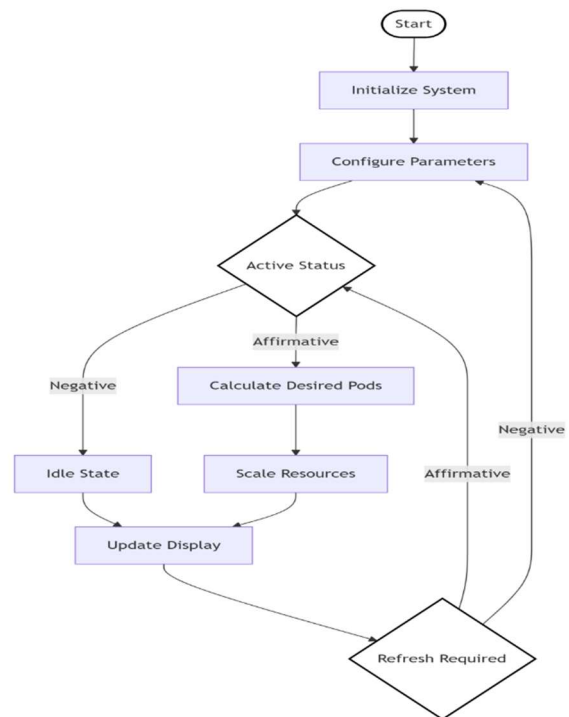 Start
Initialize System
Configure Parameters
Active Status
Affirmative
Negative
Calculate Desired Pods
Negative
Idle State
Scale Resources
Affirmative
Update Display
Refresh Required